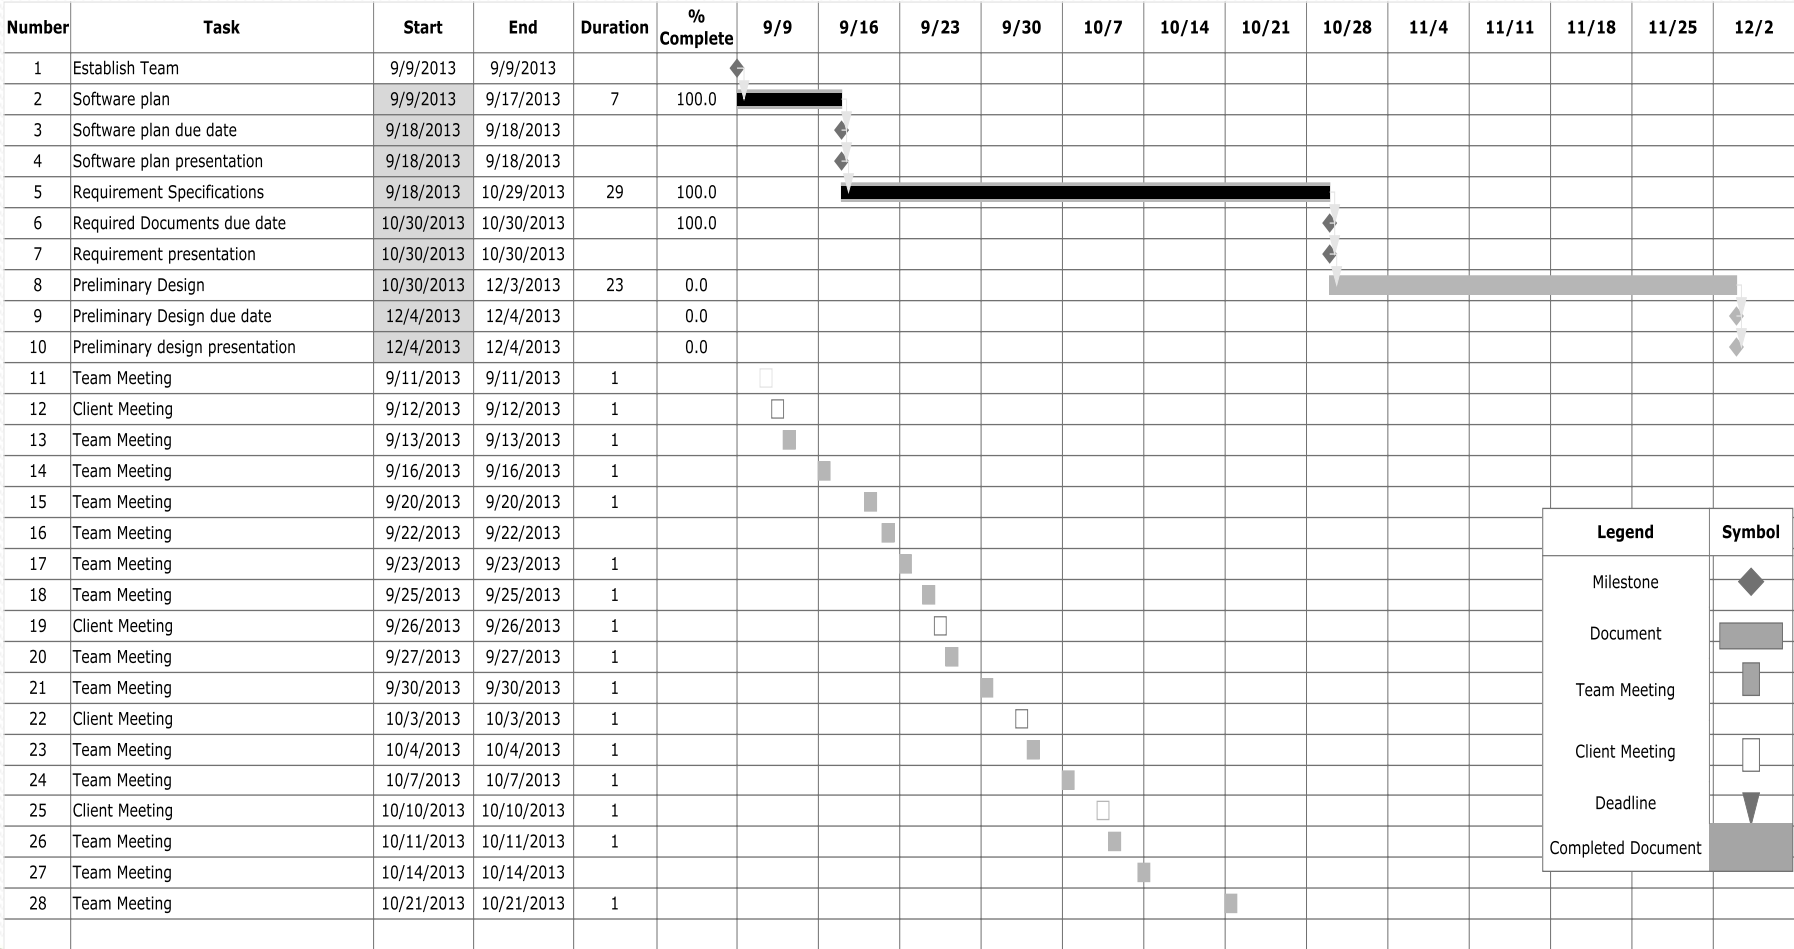 Number Task Start End Duration % Complete 9/9 9/16 9/23 9/30 10/7 10/14 10/21 10/28 11/4 11/11 11/18 11/25 12/2
1 Establish Team 9/9/2013 9/9/2013
2 Software plan 9/9/2013 9/17/2013 7 100.0
3 Software plan due date 9/18/2013 9/18/2013
4 Software plan presentation 9/18/2013 9/18/2013
5 Requirement Specifications 9/18/2013 10/29/2013 29 100.0
6 Required Documents due date 10/30/2013 10/30/2013 100.0
7 Requirement presentation 10/30/2013 10/30/2013
8 Preliminary Design 10/30/2013 12/3/2013 23 0.0
9 Preliminary Design due date 12/4/2013 12/4/2013 0.0
10 Preliminary design presentation 12/4/2013 12/4/2013 0.0
11 Team Meeting 9/11/2013 9/11/2013 1
12 Client Meeting 9/12/2013 9/12/2013 1
13 Team Meeting 9/13/2013 9/13/2013 1
14 Team Meeting 9/16/2013 9/16/2013 1
15 Team Meeting 9/20/2013 9/20/2013 1
16 Team Meeting 9/22/2013 9/22/2013
17 Team Meeting 9/23/2013 9/23/2013 1
18 Team Meeting 9/25/2013 9/25/2013 1
19 Client Meeting 9/26/2013 9/26/2013 1
20 Team Meeting 9/27/2013 9/27/2013 1
21 Team Meeting 9/30/2013 9/30/2013 1
22 Client Meeting 10/3/2013 10/3/2013 1
23 Team Meeting 10/4/2013 10/4/2013 1
24 Team Meeting 10/7/2013 10/7/2013 1
25 Client Meeting 10/10/2013 10/10/2013 1
26 Team Meeting 10/11/2013 10/11/2013 1
27 Team Meeting 10/14/2013 10/14/2013
28 Team Meeting 10/21/2013 10/21/2013 1
Legend Symbol
Milestone
Document
Team Meeting
Client Meeting
Deadline
Completed Document